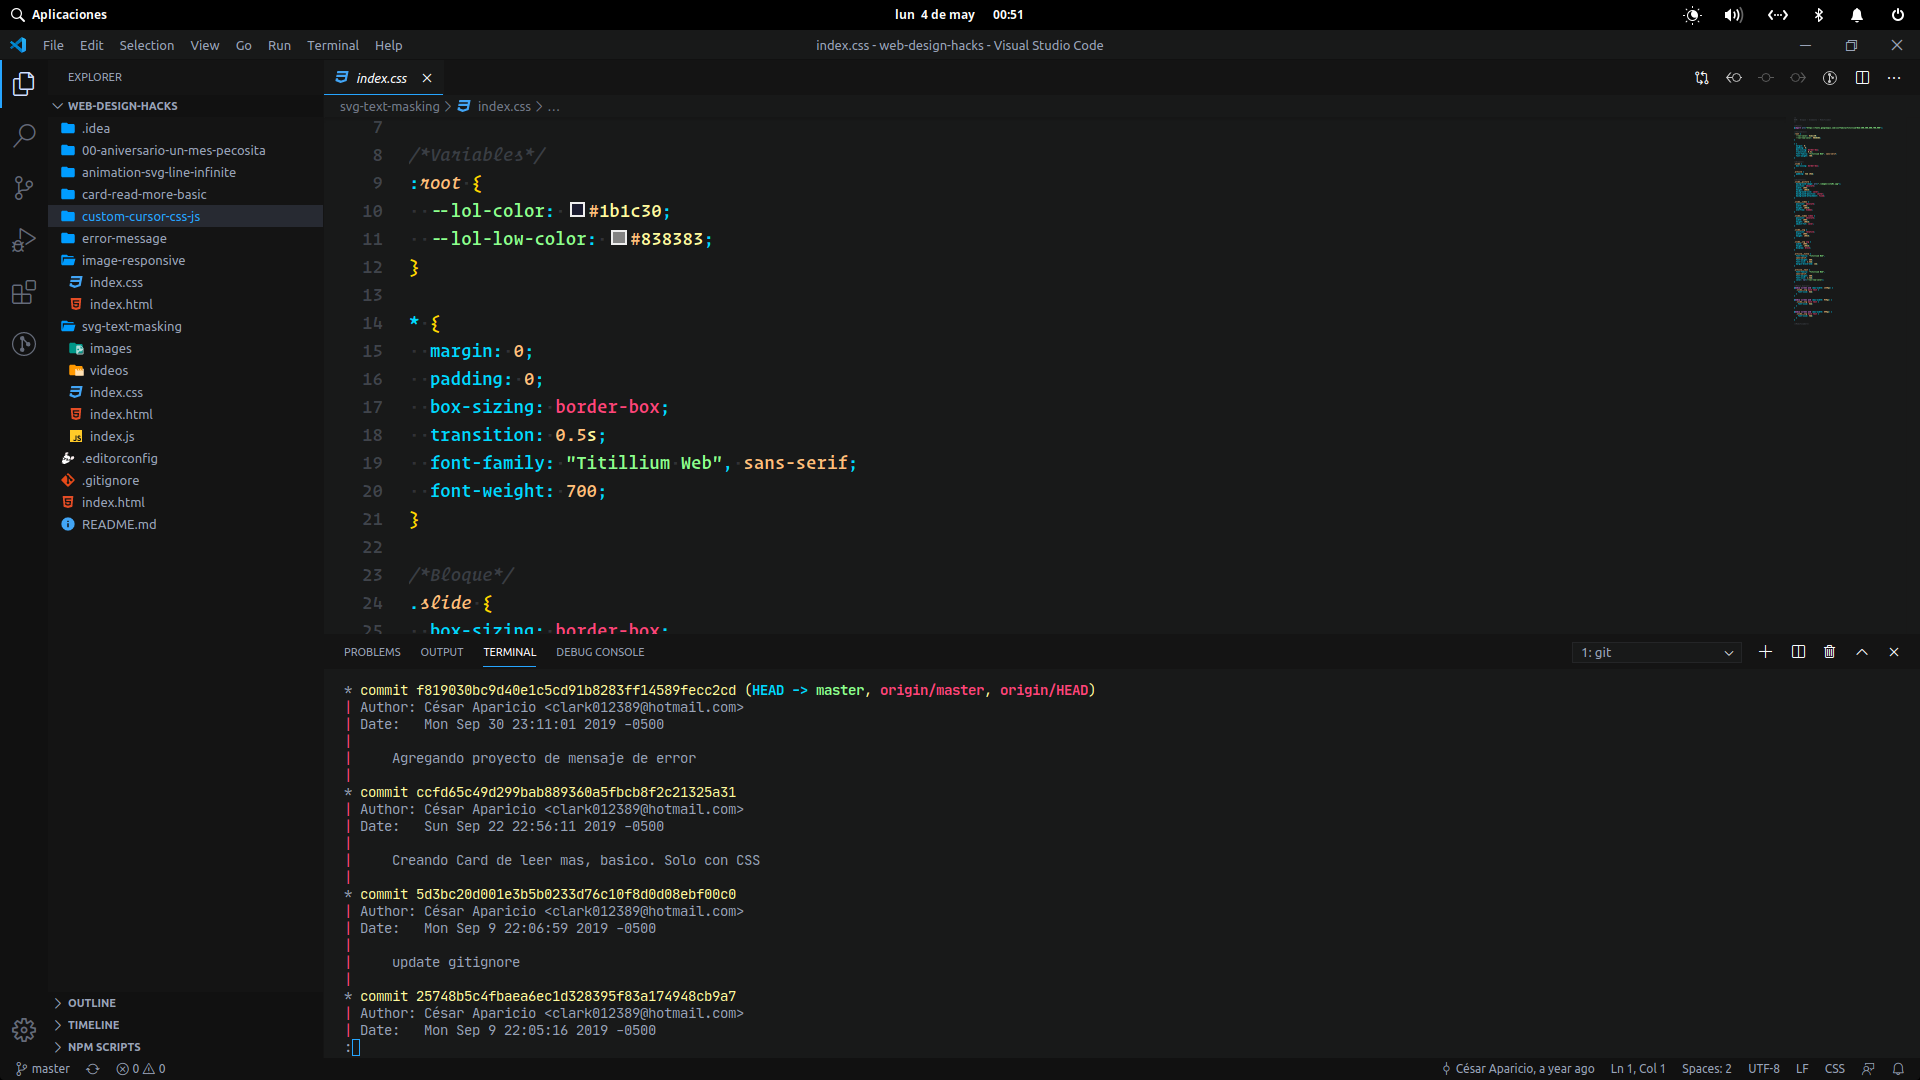 Aplicaciones
lun 4 de may 00:51
File Edit Selection View Go Run Terminal Help
index.css - web-design-hacks - Visual Studio Code
EXPLORER
WEB-DESIGN-HACKS
.idea
00-aniversario-un-mes-pecosita
animation-svg-line-infinite
card-read-more-basic
custom-cursor-css-js
error-message
image-responsive
index.css
index.html
svg-text-masking
images
videos
index.css
index.html
index.js
.editorconfig
.gitignore
index.html
README.md
OUTLINE
TIMELINE
NPM SCRIPTS
index.css
svg-text-masking > index.css > ...
7
8 /*Variables*/
9 :root {
10 --lol-color: #1b1c30;
11 --lol-low-color: #838383;
12 }
13
14 * {
15 margin: 0;
16 padding: 0;
17 box-sizing: border-box;
18 transition: 0.5s;
19 font-family: "Titillium Web", sans-serif;
20 font-weight: 700;
21 }
22
23 /*Bloque*/
24 .slide {
25 box-sizing: border-box;
PROBLEMS OUTPUT TERMINAL DEBUG CONSOLE
1: git
* commit f819030bc9d40e1c5cd91b8283ff14589fecc2cd (HEAD -> master, origin/master, origin/HEAD)
| Author: César Aparicio <clark012389@hotmail.com>
| Date: Mon Sep 30 23:11:01 2019 -0500
|
| Agregando proyecto de mensaje de error
|
* commit ccfd65c49d299bab889360a5fbcb8f2c21325a31
| Author: César Aparicio <clark012389@hotmail.com>
| Date: Sun Sep 22 22:56:11 2019 -0500
|
| Creando Card de leer mas, basico. Solo con CSS
|
* commit 5d3bc20d001e3b5b0233d76c10f8d0d08ebf00c0
| Author: César Aparicio <clark012389@hotmail.com>
| Date: Mon Sep 9 22:06:59 2019 -0500
|
| update gitignore
|
* commit 25748b5c4fbaea6ec1d328395f83a174948cb9a7
| Author: César Aparicio <clark012389@hotmail.com>
| Date: Mon Sep 9 22:05:16 2019 -0500
:
master 0 0
César Aparicio, a year ago Ln 1, Col 1 Spaces: 2 UTF-8 LF CSS